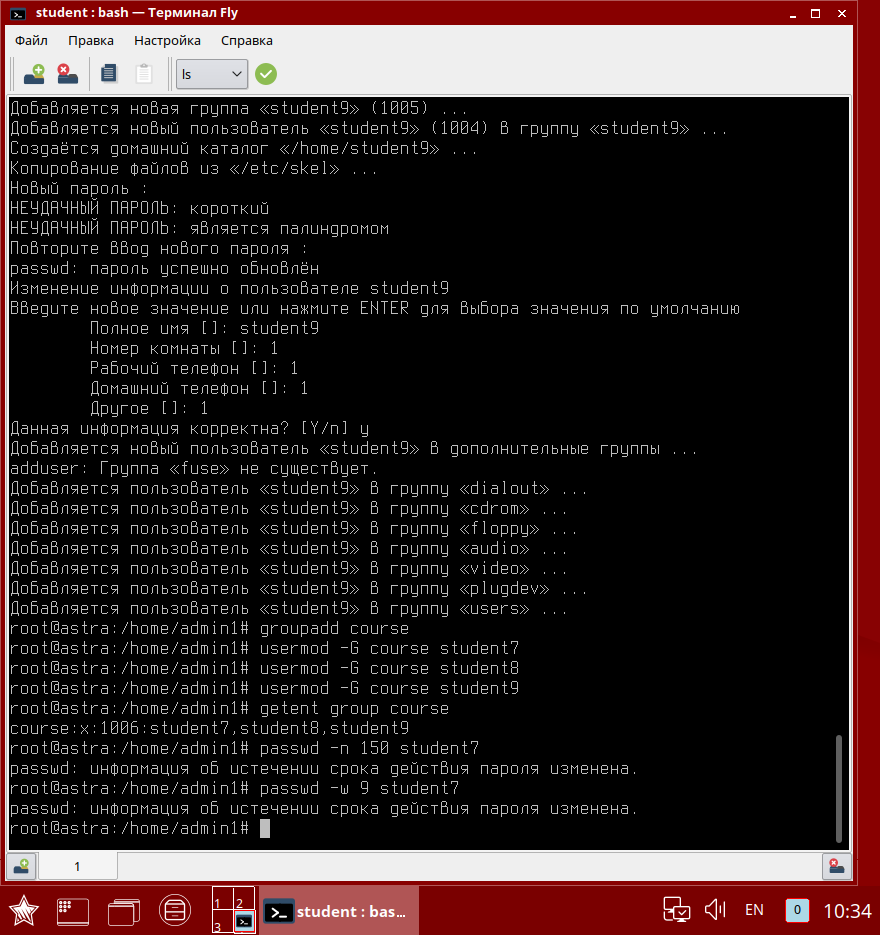 student : bash — Терминал Fly
Файл Правка Настройка Справка
ls
Добавляется новая группа «student9» (1005) ...
Добавляется новый пользователь «student9» (1004) в группу «student9» ...
Создаётся домашний каталог «/home/student9» ...
Копирование файлов из «/etc/skel» ...
Новый пароль :
НЕУДАЧНЫЙ ПАРОЛЬ: короткий
НЕУДАЧНЫЙ ПАРОЛЬ: является палиндромом
Повторите ввод нового пароля :
passwd: пароль успешно обновлён
Изменение информации о пользователе student9
Введите новое значение или нажмите ENTER для выбора значения по умолчанию
Полное имя []: student9
Номер комнаты []: 1
Рабочий телефон []: 1
Домашний телефон []: 1
Другое []: 1
Данная информация корректна? [Y/n] y
Добавляется новый пользователь «student9» в дополнительные группы ...
adduser: Группа «fuse» не существует.
Добавляется пользователь «student9» в группу «dialout» ...
Добавляется пользователь «student9» в группу «cdrom» ...
Добавляется пользователь «student9» в группу «floppy» ...
Добавляется пользователь «student9» в группу «audio» ...
Добавляется пользователь «student9» в группу «video» ...
Добавляется пользователь «student9» в группу «plugdev» ...
Добавляется пользователь «student9» в группу «users» ...
root@astra:/home/admin1# groupadd course
root@astra:/home/admin1# usermod -G course student7
root@astra:/home/admin1# usermod -G course student8
root@astra:/home/admin1# usermod -G course student9
root@astra:/home/admin1# getent group course
course:x:1006:student7,student8,student9
root@astra:/home/admin1# passwd -n 150 student7
passwd: информация об истечении срока действия пароля изменена.
root@astra:/home/admin1# passwd -w 9 student7
passwd: информация об истечении срока действия пароля изменена.
root@astra:/home/admin1#
1
1 2
3
student : bas...
EN
0
10:34